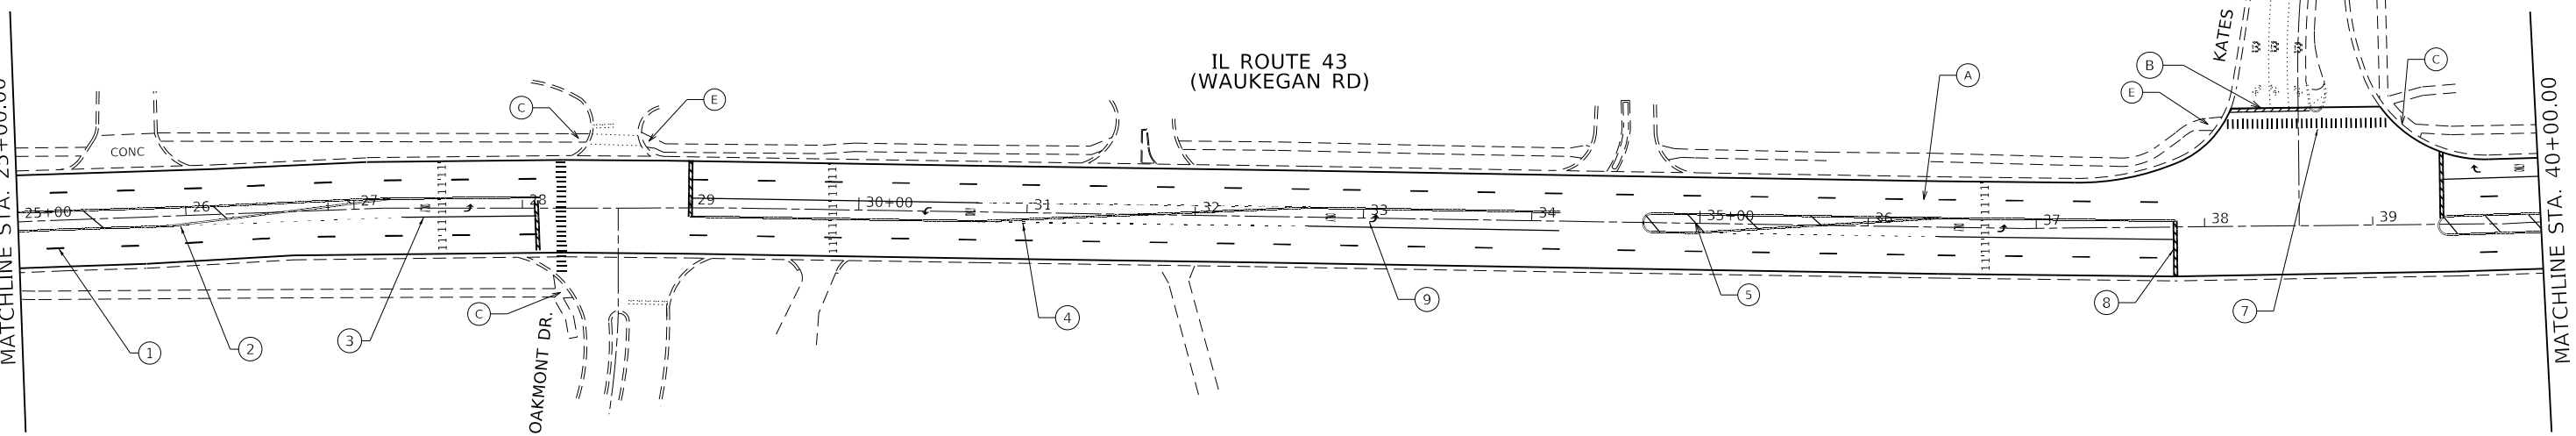 MATCHLINE STA. 25+00.00
IL ROUTE 43
(WAUKEGAN RD)
KATES
B
C
A
E
C
E
CONC
25+00
26
27
28
29
30+00
31
32
33
34
35+00
36
37
38
39
C
OAKMONT DR.
1
2
3
4
9
5
8
7
MATCHLINE STA. 40+00.00